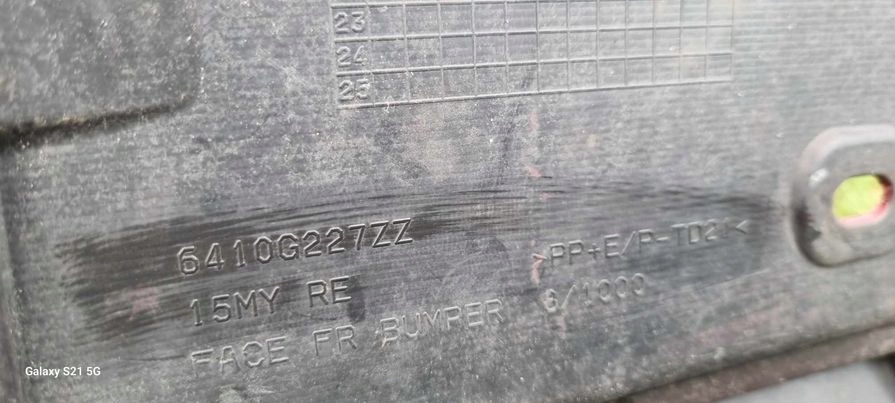 23
24
25
6410G227ZZ
>PP+E/P-TD21<
15MY RE
6/1000
FACE FR BUMPER
Galaxy S21 5G